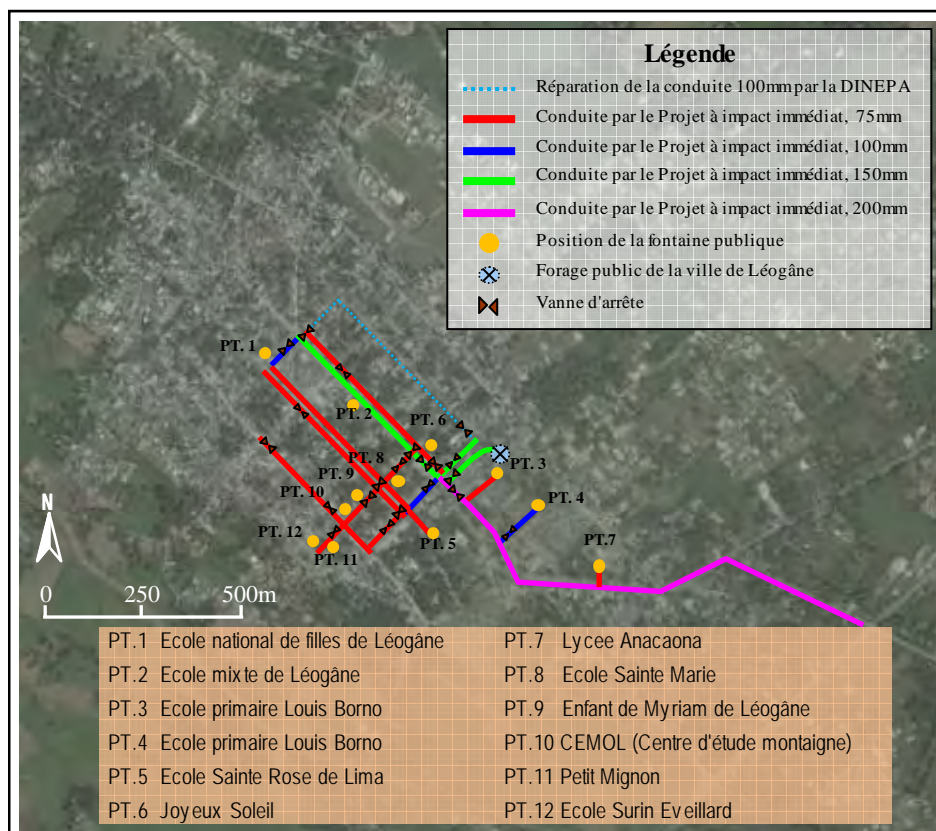 Légende
Réparation de la conduite 100mm par la DINEPA
Conduite par le Projet à impact immédiat, 75mm
Conduite par le Projet à impact immédiat, 100mm
Conduite par le Projet à impact immédiat, 150mm
Conduite par le Projet à impact immédiat, 200mm
Position de la fontaine publique
Forage public de la ville de Léogâne
Vanne d'arrête
PT. 1
PT. 2
PT. 6
PT. 8
PT. 3
PT. 9
PT. 10
PT. 4
PT. 12
PT. 5
PT. 11
PT.7
N
0 250 500m
PT.1 Ecole national de filles de Léogâne
PT.2 Ecole mixte de Léogâne
PT.3 Ecole primaire Louis Borno
PT.4 Ecole primaire Louis Borno
PT.5 Ecole Sainte Rose de Lima
PT.6 Joyeux Soleil
PT.7 Lycee Anacaona
PT.8 Ecole Sainte Marie
PT.9 Enfant de Myriam de Léogâne
PT.10 CEMOL (Centre d'étude montaigne)
PT.11 Petit Mignon
PT.12 Ecole Surin Eveillard